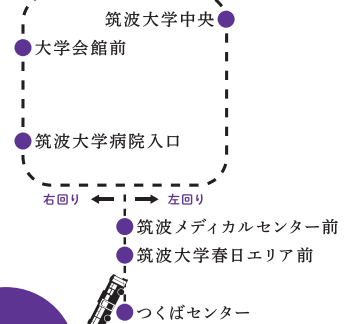 筑波大学中央
大学会館前
筑波大学病院入口
右回り
左回り
筑波メディカルセンター前
筑波大学春日エリア前
つくばセンター